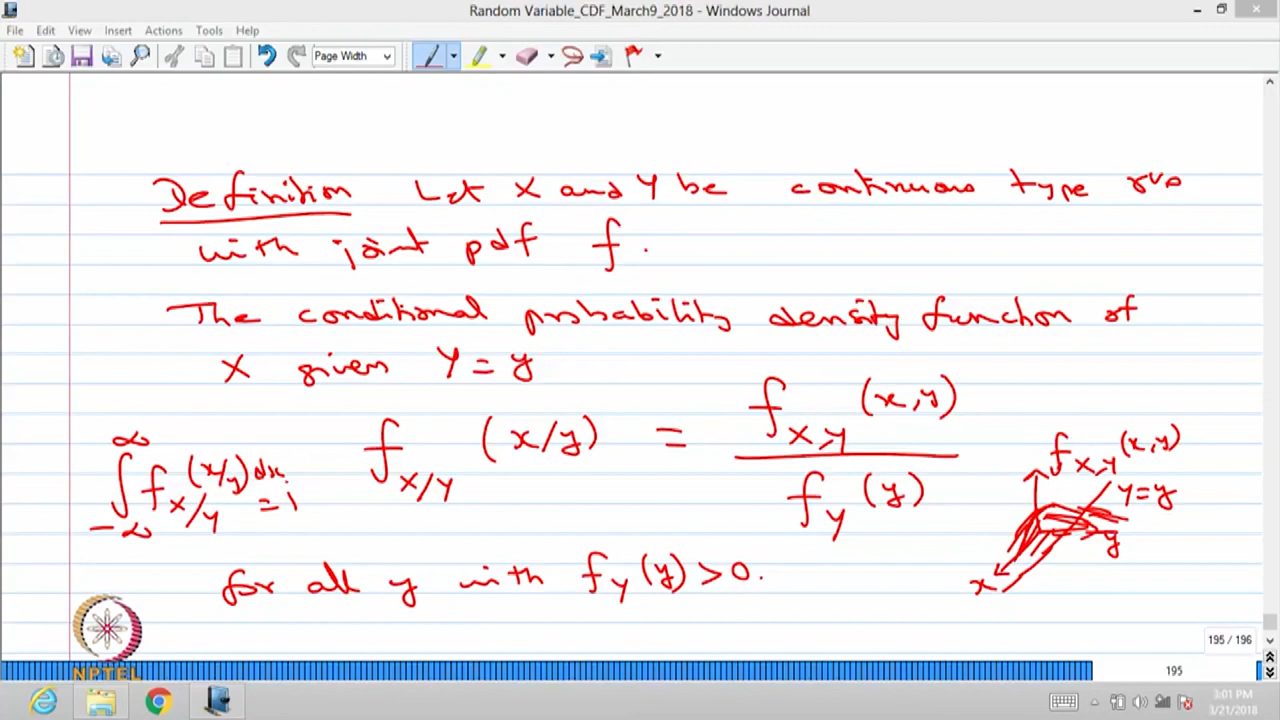 Random Variable_CDF_March9_2018 - Windows Journal
File Edit View Insert Actions Tools Help
Page Width
Definition Let X and Y be continuous type rvs
with joint pdf f.
The conditional probability density function of
X given Y = y
f_{X/Y} (x/y) = f_{X,Y} (x,y) / f_Y (y)
∫_{-∞}^{∞} f_{X/Y} (x/y) dx = 1
f_{X,Y} (x,y)
Y=y
y
x
for all y with f_Y (y) > 0.
NPTEL
195 / 196
195
3:01 PM
3/21/2018